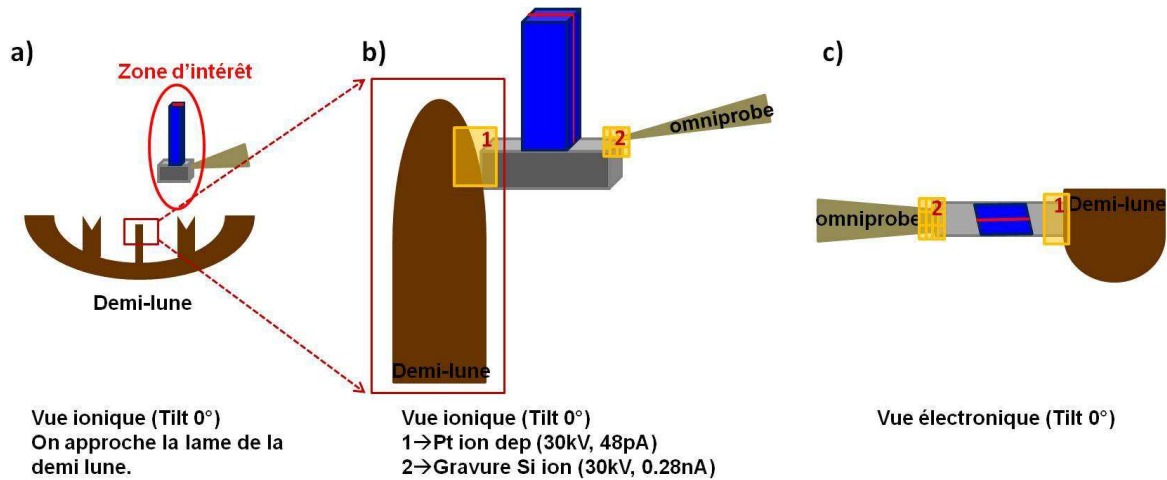 a)
Zone d'intérêt
Demi-lune
Vue ionique (Tilt 0°)
On approche la lame de la
demi lune.
b)
1
2
omniprobe
Demi-lune
Vue ionique (Tilt 0°)
1→Pt ion dep (30kV, 48pA)
2→Gravure Si ion (30kV, 0.28nA)
c)
omniprobe
2
1
Demi-lune
Vue électronique (Tilt 0°)